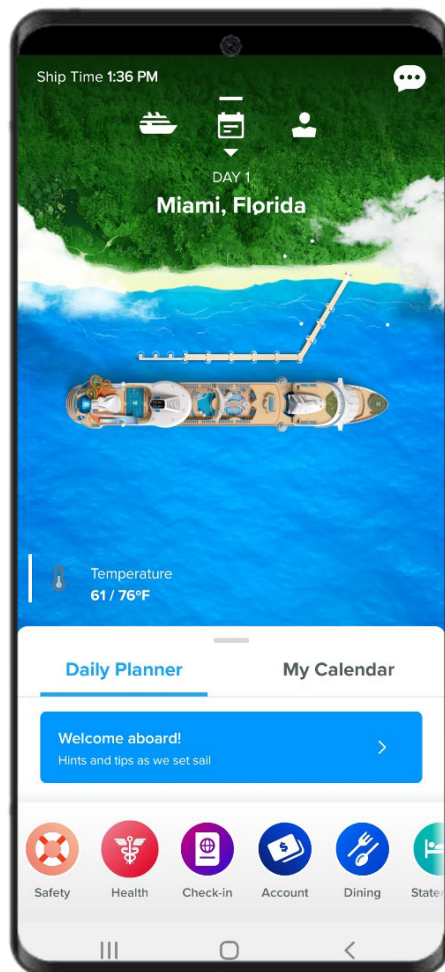 Ship Time 1:36 PM
DAY 1
Miami, Florida
Temperature
61 / 76°F
Daily Planner
My Calendar
Welcome aboard!
Hints and tips as we set sail
Safety
Health
Check-in
Account
Dining
State